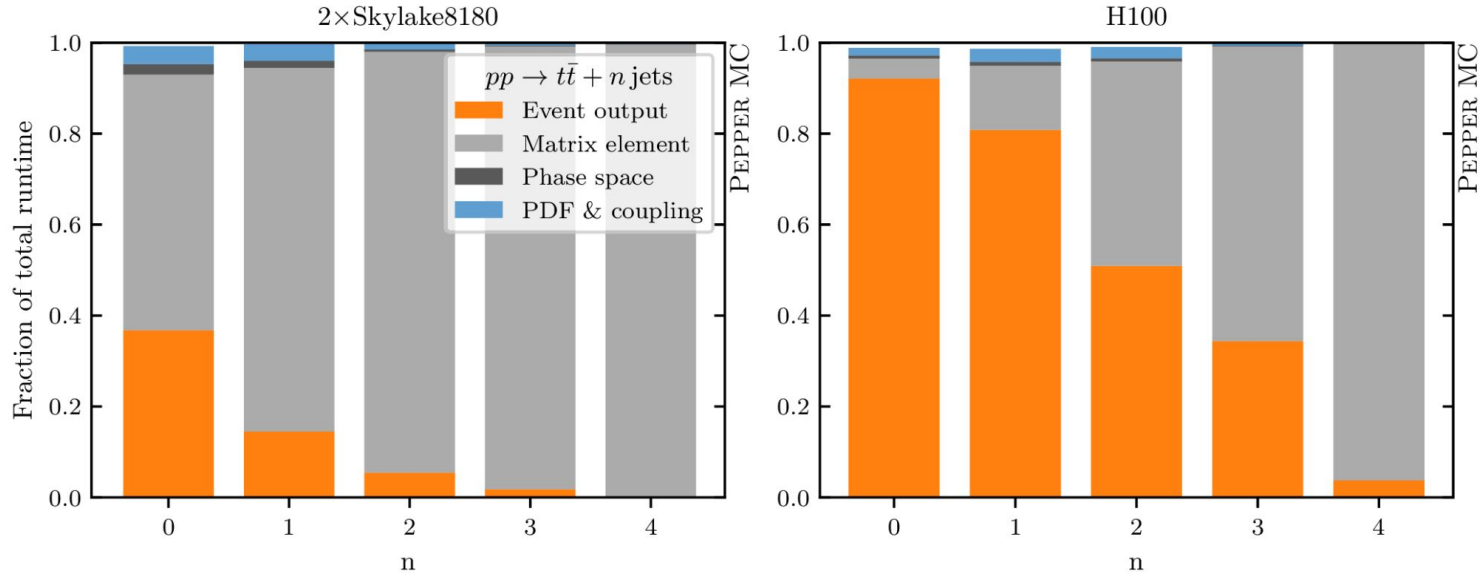 2×Skylake8180
Fraction of total runtime
1.0
0.8
0.6
0.4
0.2
0.0
pp → tt̄ + n jets
Event output
Matrix element
Phase space
PDF & coupling
0 1 2 3 4
n
PEPPER MC
H100
1.0
0.8
0.6
0.4
0.2
0.0
0 1 2 3 4
n
PEPPER MC